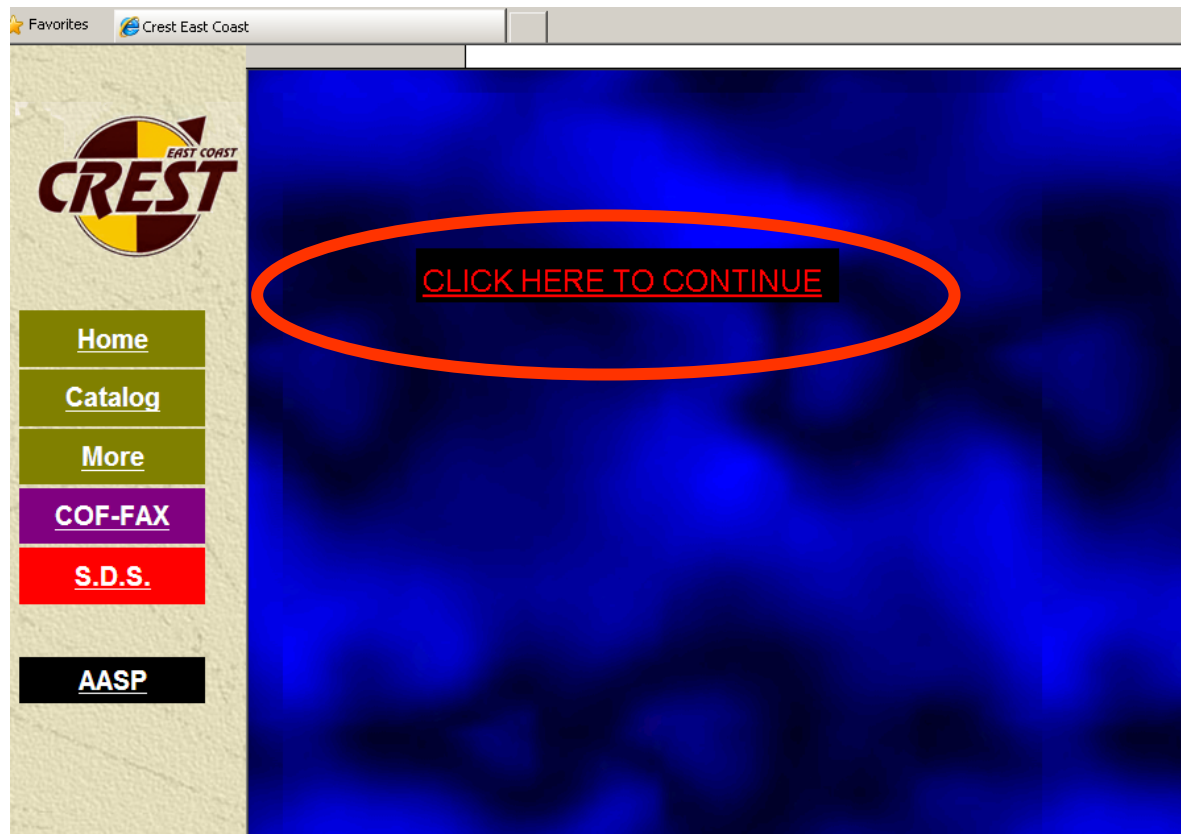 Favorites
Crest East Coast
EAST COAST
CREST
CLICK HERE TO CONTINUE
Home
Catalog
More
COF-FAX
S.D.S.
AASP